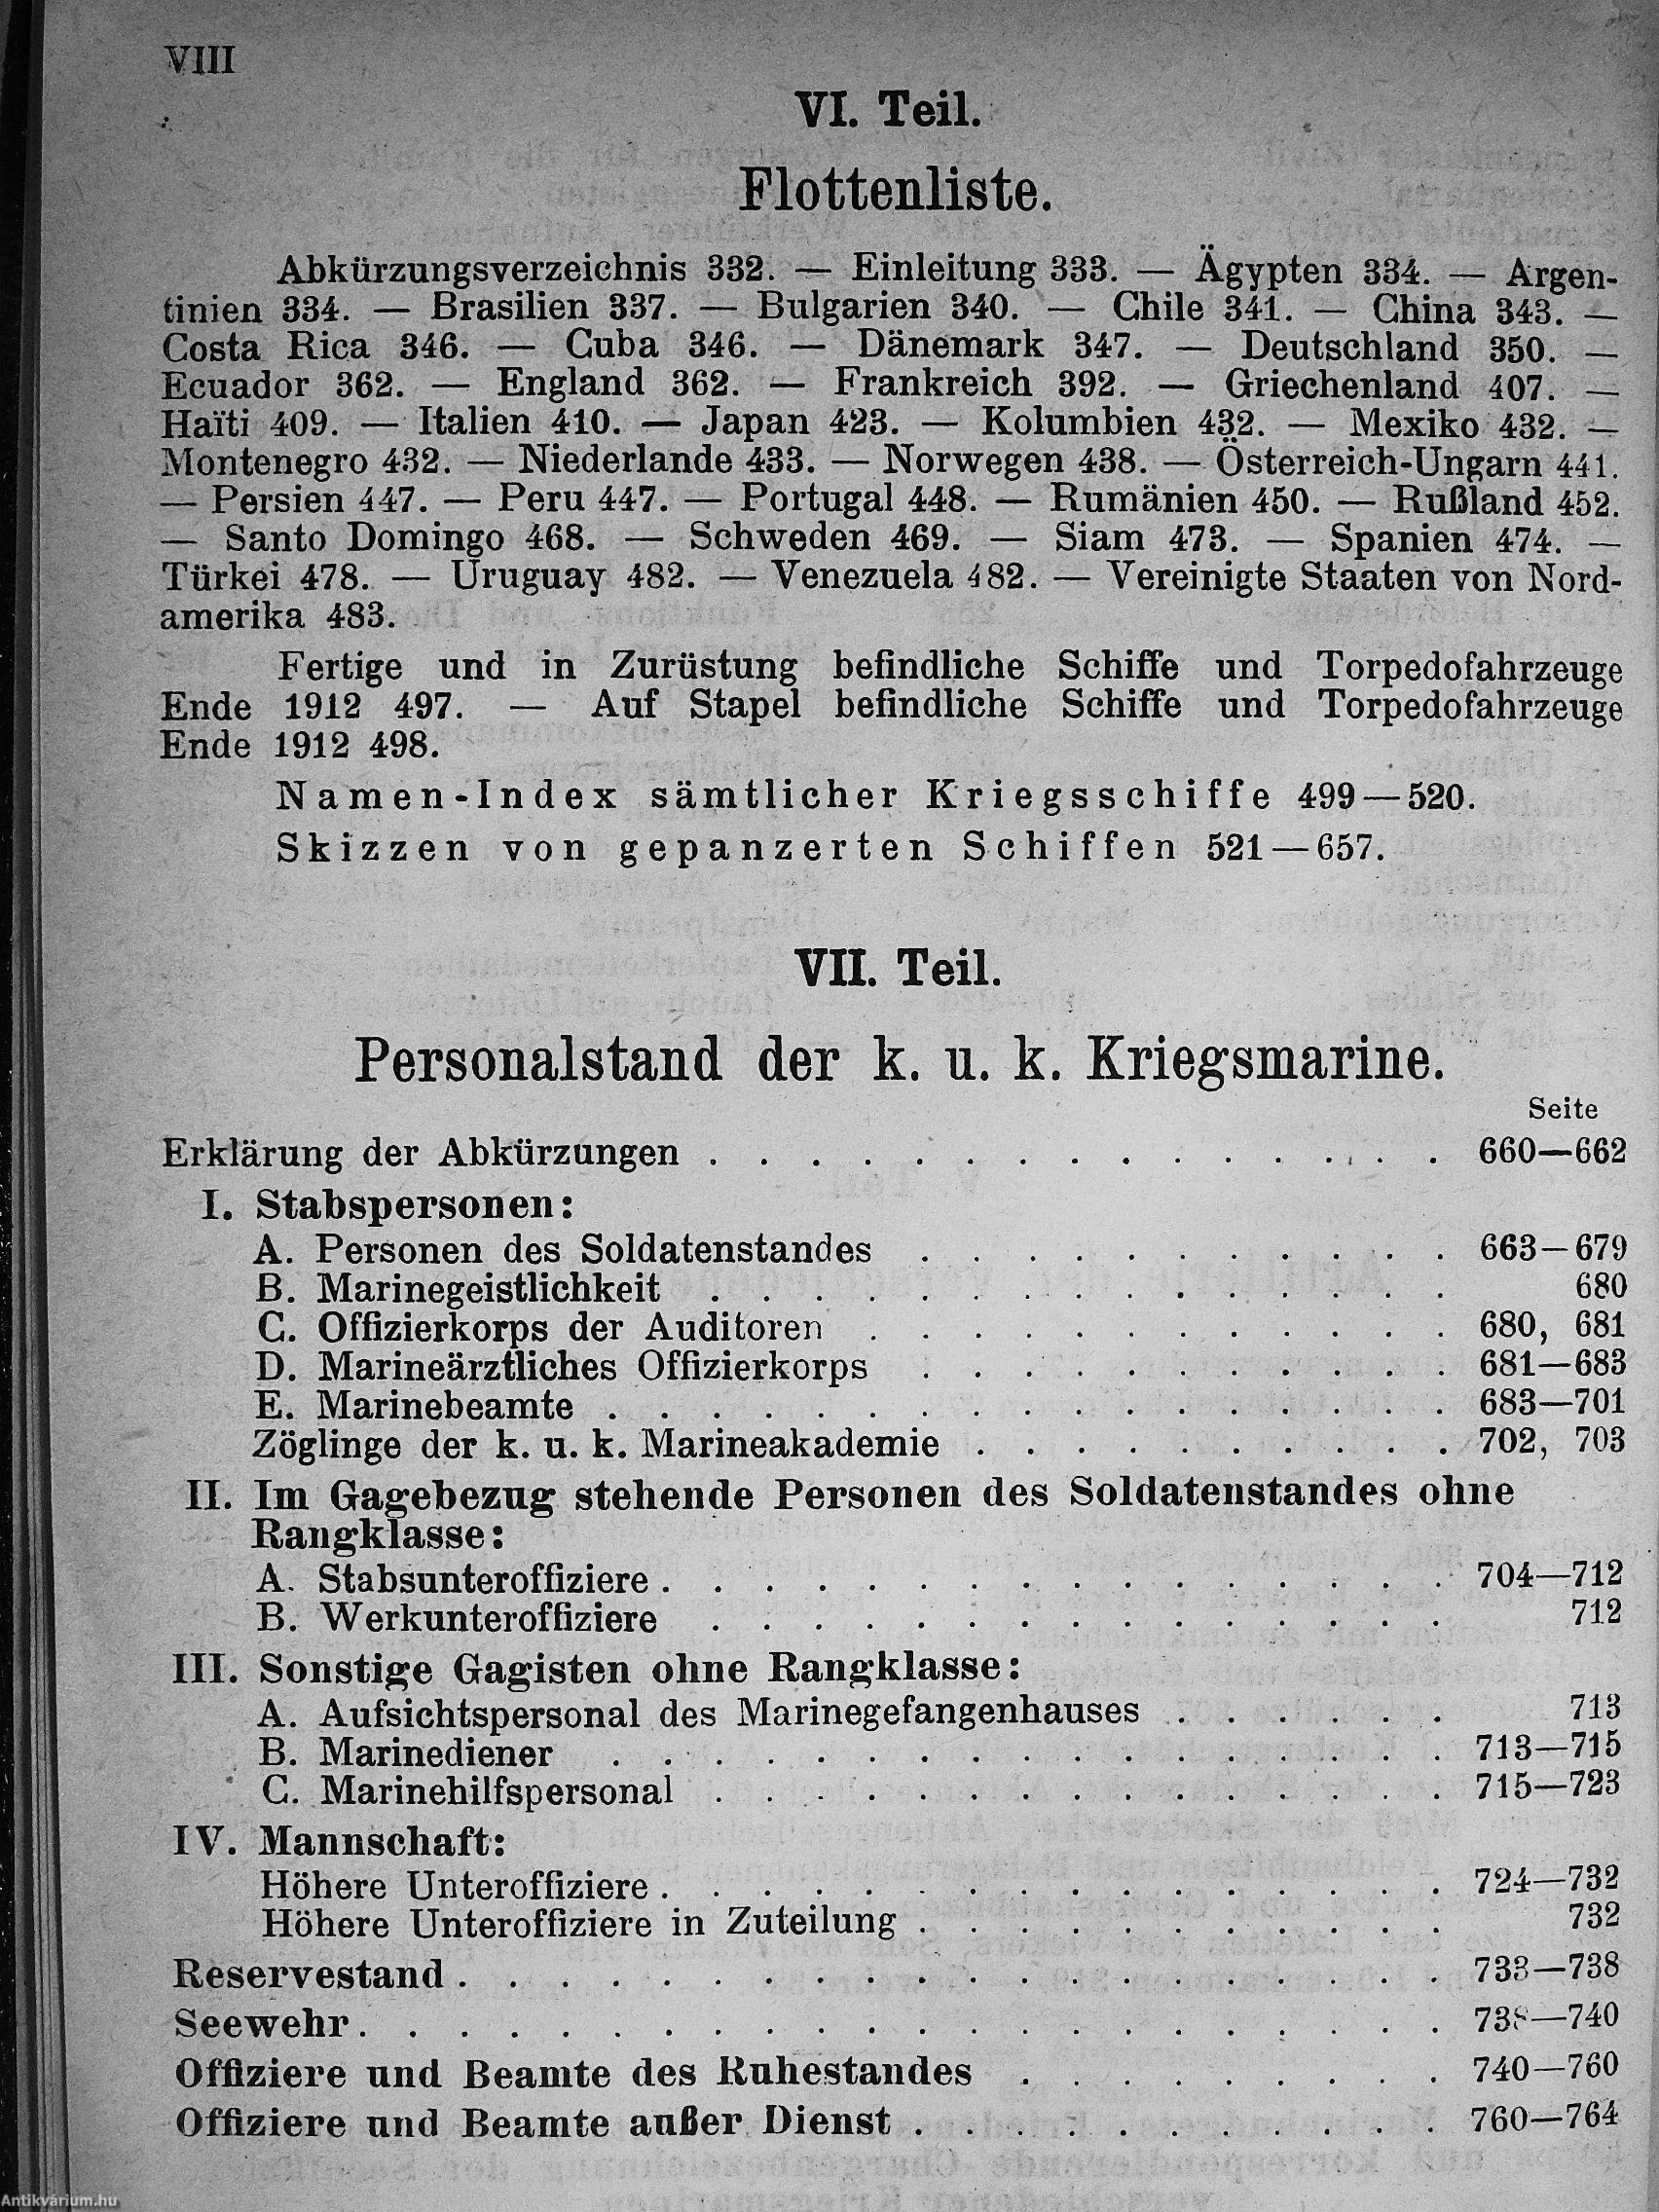 VIII
VI. Teil.
Flottenliste.
Abkürzungsverzeichnis 332. — Einleitung 333. — Ägypten 334. — Argen-
tinien 334. — Brasilien 337. — Bulgarien 340. — Chile 341. — China 343. —
Costa Rica 346. — Cuba 346. — Dänemark 347. — Deutschland 350. —
Ecuador 362. — England 362. — Frankreich 392. — Griechenland 407. —
Haïti 409. — Italien 410. — Japan 423. — Kolumbien 432. — Mexiko 432. —
Montenegro 432. — Niederlande 433. — Norwegen 438. — Österreich-Ungarn 441.
— Persien 447. — Peru 447. — Portugal 448. — Rumänien 450. — Rußland 452.
— Santo Domingo 468. — Schweden 469. — Siam 473. — Spanien 474. —
Türkei 478. — Uruguay 482. — Venezuela 482. — Vereinigte Staaten von Nord-
amerika 483.
Fertige und in Zurüstung befindliche Schiffe und Torpedofahrzeuge
Ende 1912 497. — Auf Stapel befindliche Schiffe und Torpedofahrzeuge
Ende 1912 498.
Namen-Index sämtlicher Kriegsschiffe 499—520.
Skizzen von gepanzerten Schiffen 521—657.
VII. Teil.
Personalstand der k. u. k. Kriegsmarine.
Seite
Erklärung der Abkürzungen . . . . . . . . . . . . . . . 660—662
I. Stabspersonen:
A. Personen des Soldatenstandes . . . . . . . . . . . 663—679
B. Marinegeistlichkeit . . . . . . . . . . . . . . . 680
C. Offizierkorps der Auditoren . . . . . . . . . . . . 680, 681
D. Marineärztliches Offizierkorps . . . . . . . . . . . 681—683
E. Marinebeamte . . . . . . . . . . . . . . . . . 683—701
Zöglinge der k. u. k. Marineakademie . . . . . . . . . . 702, 703
II. Im Gagebezug stehende Personen des Soldatenstandes ohne
Rangklasse:
A. Stabsunteroffiziere . . . . . . . . . . . . . . . . 704—712
B. Werkunteroffiziere . . . . . . . . . . . . . . . 712
III. Sonstige Gagisten ohne Rangklasse:
A. Aufsichtspersonal des Marinegefangenhauses . . . . . . 713
B. Marinediener . . . . . . . . . . . . . . . . . 713—715
C. Marinehilfspersonal . . . . . . . . . . . . . . . 715—723
IV. Mannschaft:
Höhere Unteroffiziere . . . . . . . . . . . . . . . . 724—732
Höhere Unteroffiziere in Zuteilung . . . . . . . . . . . 732
Reservestand . . . . . . . . . . . . . . . . . . . . 733—738
Seewehr . . . . . . . . . . . . . . . . . . . . . . 738—740
Offiziere und Beamte des Ruhestandes . . . . . . . . . 740—760
Offiziere und Beamte außer Dienst . . . . . . . . . . . 760—764
Antikvárium.hu